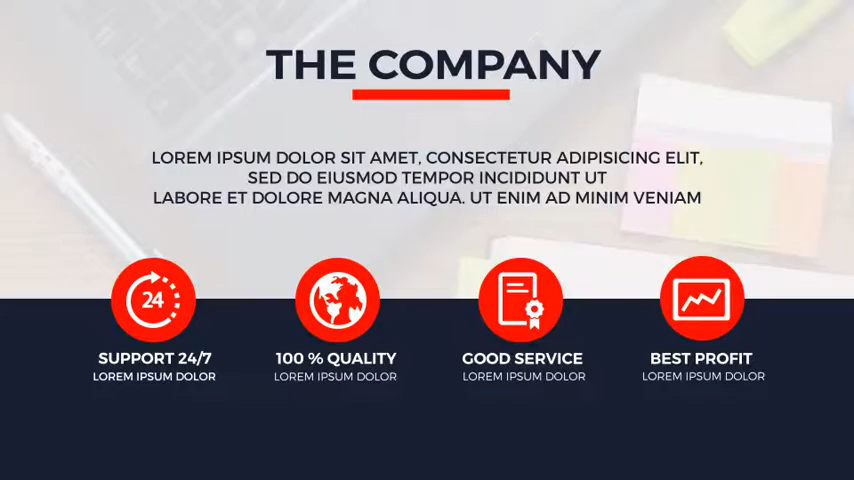 THE COMPANY
LOREM IPSUM DOLOR SIT AMET, CONSECTETUR ADIPISICING ELIT,
SED DO EIUSMOD TEMPOR INCIDIDUNT UT
LABORE ET DOLORE MAGNA ALIQUA. UT ENIM AD MINIM VENIAM
24
SUPPORT 24/7
LOREM IPSUM DOLOR
100 % QUALITY
LOREM IPSUM DOLOR
GOOD SERVICE
LOREM IPSUM DOLOR
BEST PROFIT
LOREM IPSUM DOLOR